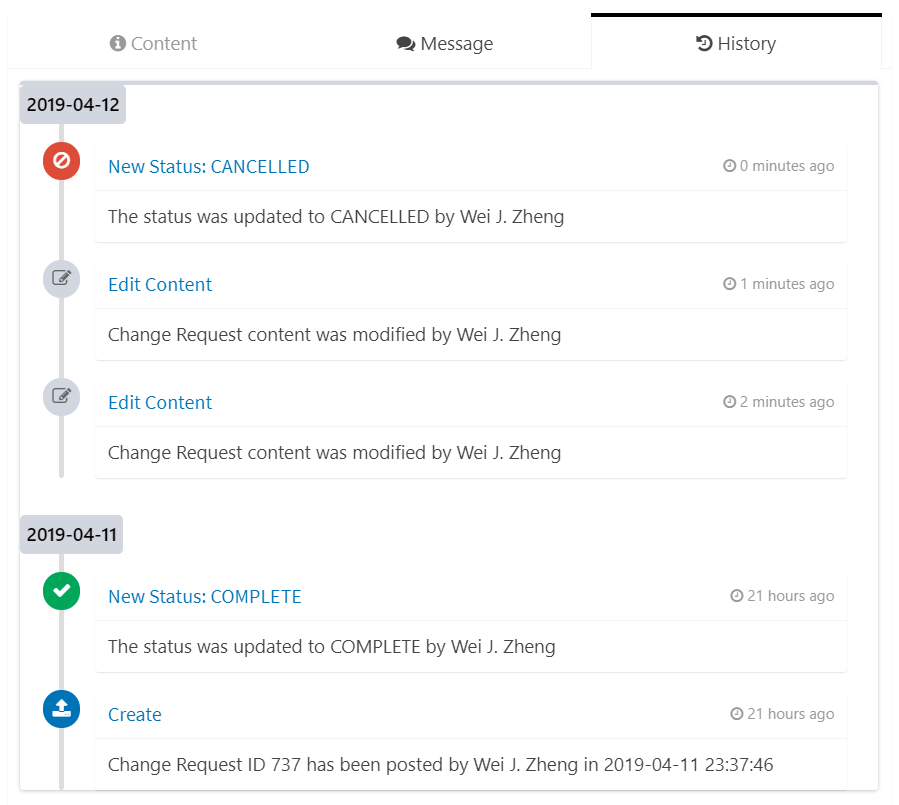 Content Message History
2019-04-12
New Status: CANCELLED 0 minutes ago
The status was updated to CANCELLED by Wei J. Zheng
Edit Content 1 minutes ago
Change Request content was modified by Wei J. Zheng
Edit Content 2 minutes ago
Change Request content was modified by Wei J. Zheng
2019-04-11
New Status: COMPLETE 21 hours ago
The status was updated to COMPLETE by Wei J. Zheng
Create 21 hours ago
Change Request ID 737 has been posted by Wei J. Zheng in 2019-04-11 23:37:46